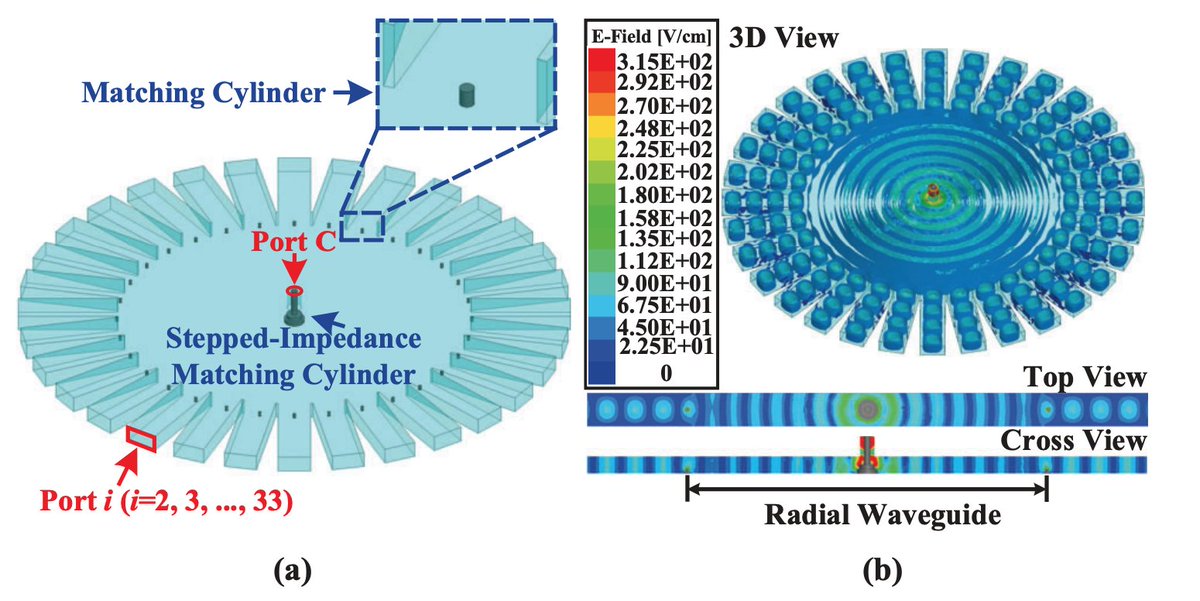 Matching Cylinder
Port C
Stepped-Impedance
Matching Cylinder
Port i (i=2, 3, ..., 33)
(a)
E-Field [V/cm]
3.15E+02
2.92E+02
2.70E+02
2.48E+02
2.25E+02
2.02E+02
1.80E+02
1.58E+02
1.35E+02
1.12E+02
9.00E+01
6.75E+01
4.50E+01
2.25E+01
0
3D View
Top View
Cross View
Radial Waveguide
(b)